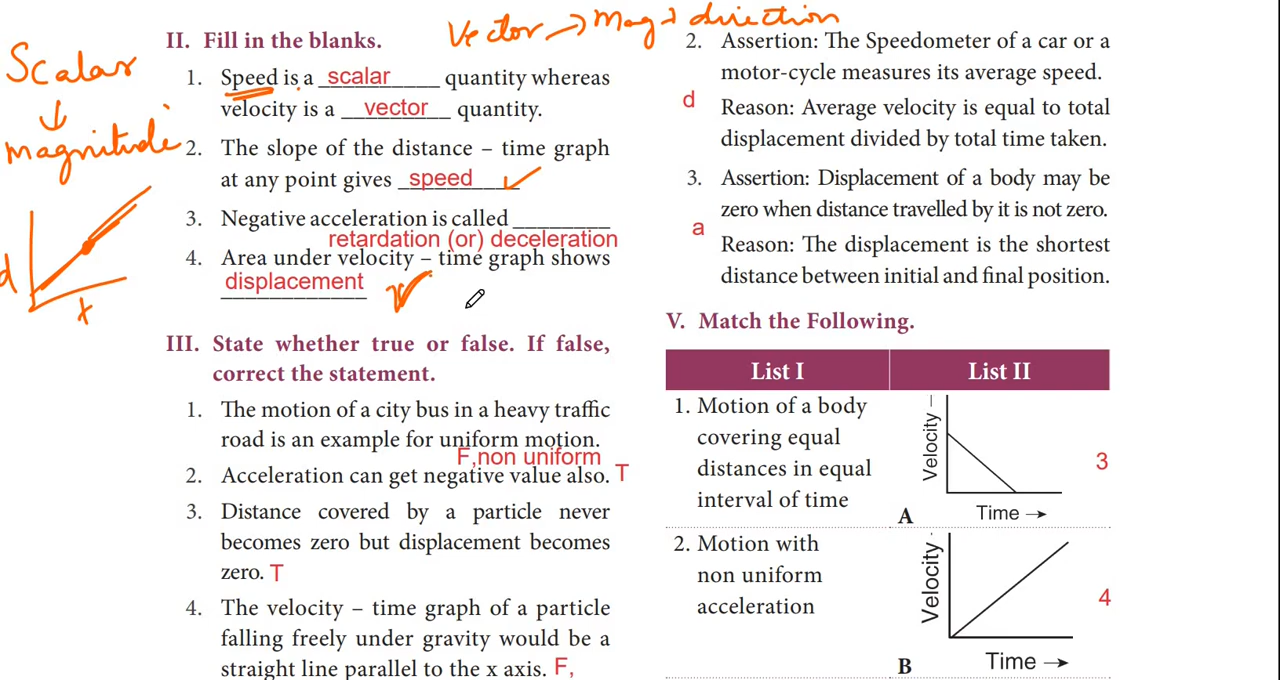 Vector → Mag & direction
Scalar
↓
magnitude
d
t
II. Fill in the blanks.
1. Speed is a scalar________ quantity whereas
velocity is a __vector__ quantity.
2. The slope of the distance – time graph
at any point gives _speed____
3. Negative acceleration is called ________
retardation (or) deceleration
4. Area under velocity – time graph shows
displacement
____________
III. State whether true or false. If false,
correct the statement.
1. The motion of a city bus in a heavy traffic
road is an example for uniform motion.
F,non uniform
2. Acceleration can get negative value also. T
3. Distance covered by a particle never
becomes zero but displacement becomes
zero. T
4. The velocity – time graph of a particle
falling freely under gravity would be a
straight line parallel to the x axis. F,
2. Assertion: The Speedometer of a car or a
motor-cycle measures its average speed.
d
Reason: Average velocity is equal to total
displacement divided by total time taken.
3. Assertion: Displacement of a body may be
zero when distance travelled by it is not zero.
a
Reason: The displacement is the shortest
distance between initial and final position.
V. Match the Following.
List I List II
1. Motion of a body
covering equal
distances in equal
interval of time
Velocity –
Time →
A
3
2. Motion with
non uniform
acceleration
Velocity -
Time →
B
4